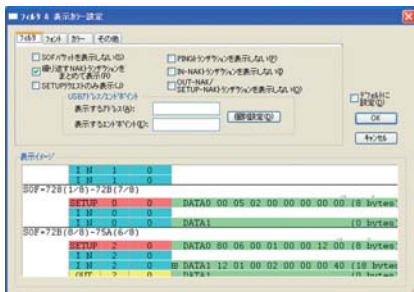 フィルタ A 表示カラー設定
フィルタ フォント カラー その他
SOFパケットを表示しない(S)
繰り返すNAKトランザクションを
まとめて表示(R)
SETUPリクエストのみ表示(U)
PINGトランザクションを表示しない(P)
IN-NAKトランザクションを表示しない(I)
OUT-NAK/
SETUP-NAKトランザクションを表示しない(O)
USBアドレス/エンドポイント
表示するアドレス(A):
表示するエンドポイント(E):
個別設定(D)
デフォルトに
設定(D)
OK
キャンセル
表示イメージ
IN 1 0
IN 1 0
SOF=728(1/8)-72B(7/8)
SETUP 0 0 DATA0 00 05 02 00 00 00 00 00 (8 bytes)
IN 0 0
IN 0 0 DATA1 (0 bytes)
SOF=72B(8/8)-75A(6/8)
SETUP 2 0 DATA0 80 06 00 01 00 00 12 00 (8 bytes)
IN 2 0
IN 2 0 DATA1 12 01 00 02 00 00 00 40 (18 bytes
OUT 2 0 DATA1 (0 bytes)